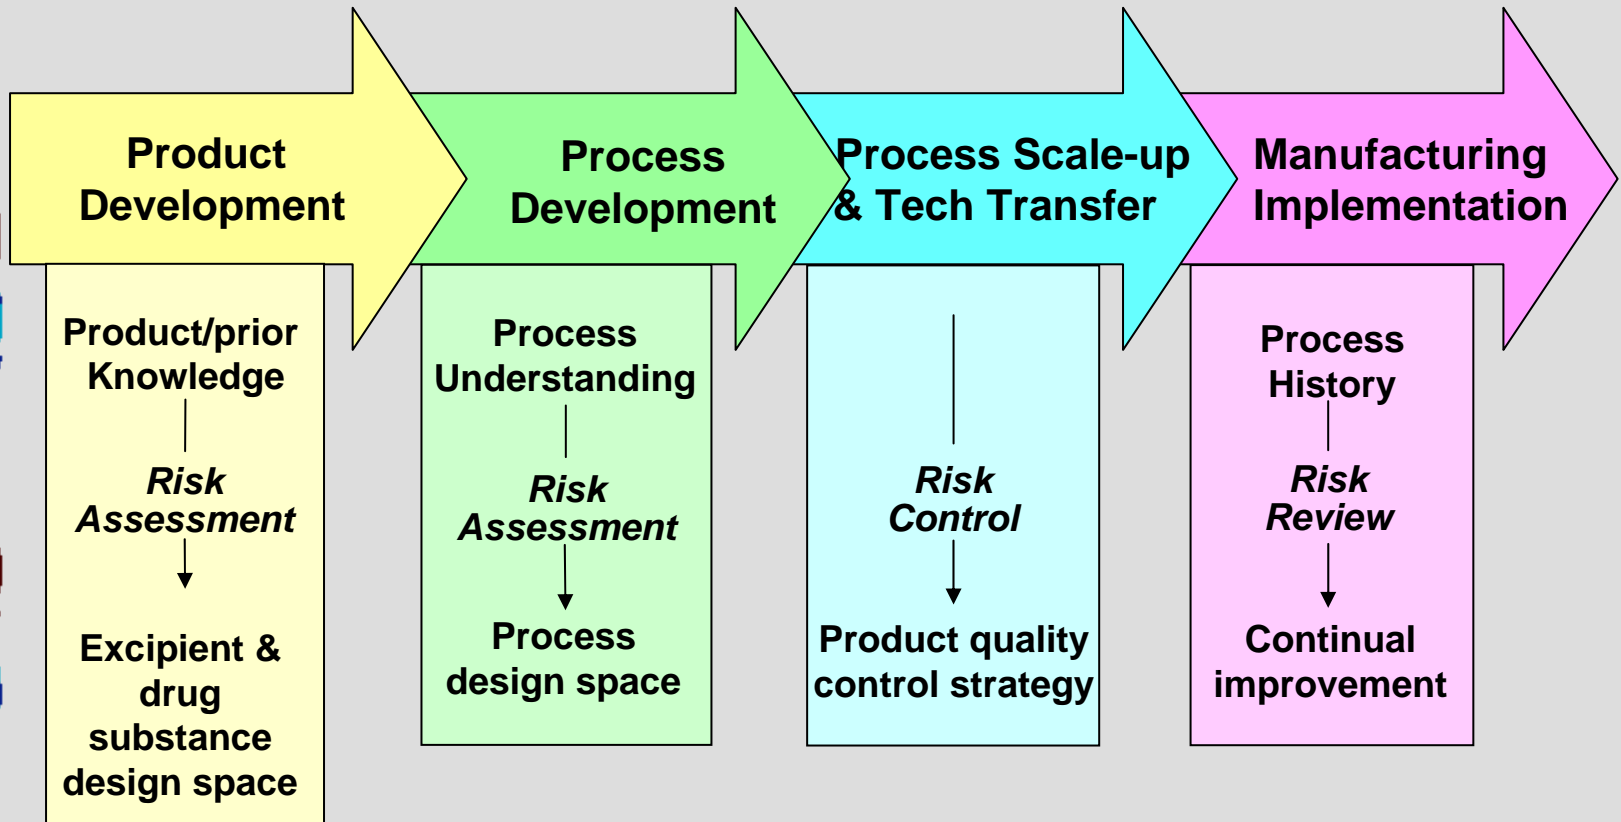 Product
Development
Process
Development
Process Scale-up
& Tech Transfer
Manufacturing
Implementation
Product/prior
Knowledge
Risk
Assessment
Excipient &
drug
substance
design space
Process
Understanding
Risk
Assessment
Process
design space
Risk
Control
Product quality
control strategy
Process
History
Risk
Review
Continual
improvement